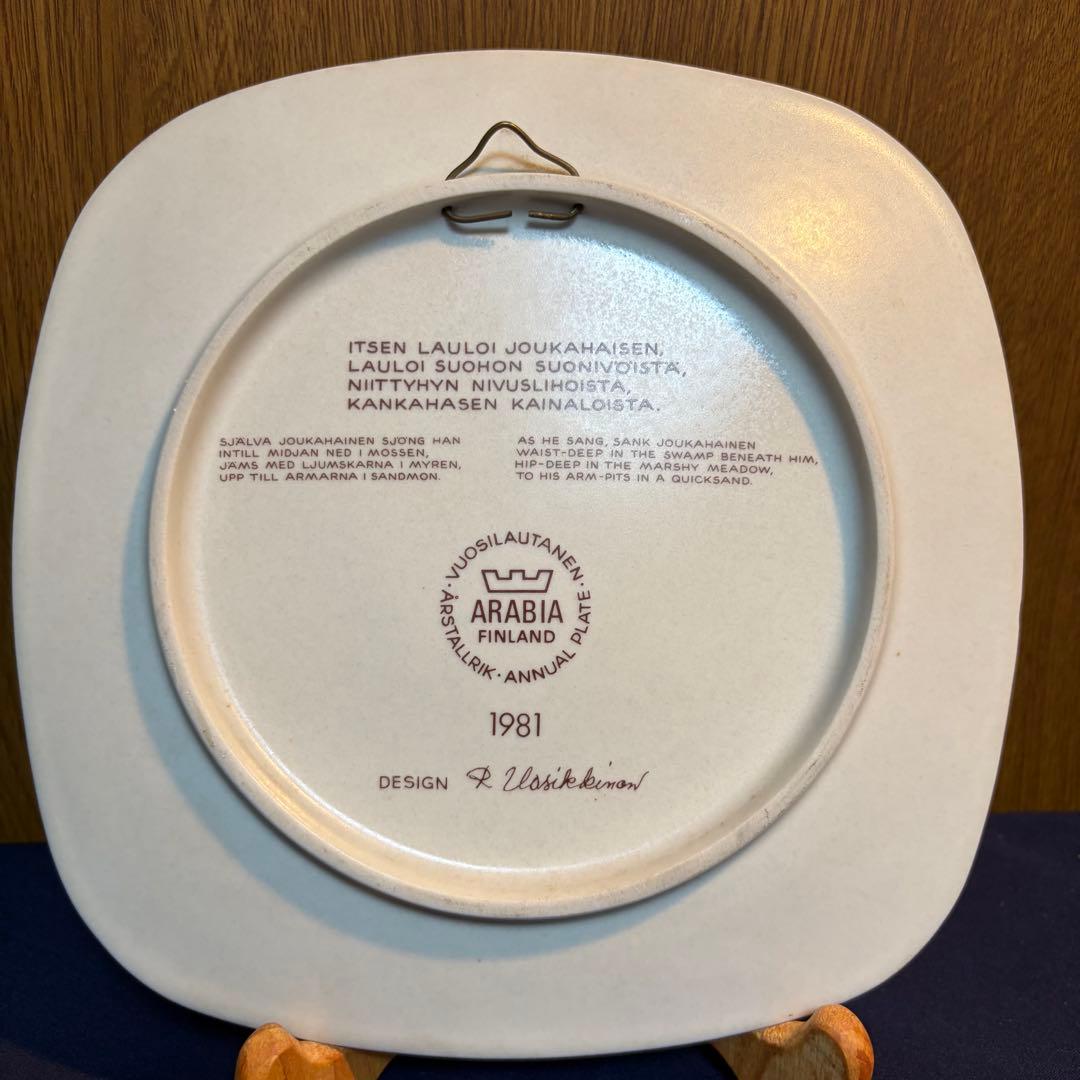 ITSEN LAULOI JOUKAHAISEN,
LAULOI SUOHON SUONIVÖISTÄ,
NIITTYHYN NIVUSLIHOISTA,
KANKAHASEN KAINALOISTA.
SJÄLVA JOUKAHAINEN SJÖNG HAN
INTILL MIDJAN NED I MOSSEN,
JÄMS MED LJUMSKARNA I MYREN,
UPP TILL ARMARNA I SANDMON.
AS HE SANG, SANK JOUKAHAINEN
WAIST-DEEP IN THE SWAMP BENEATH HIM,
HIP-DEEP IN THE MARSHY MEADOW,
TO HIS ARM-PITS IN A QUICKSAND.
·VUOSILAUTANEN·
ARABIA
FINLAND
ÅRSTALLRIK·ANNUAL PLATE
1981
DESIGN R Uosikkinen